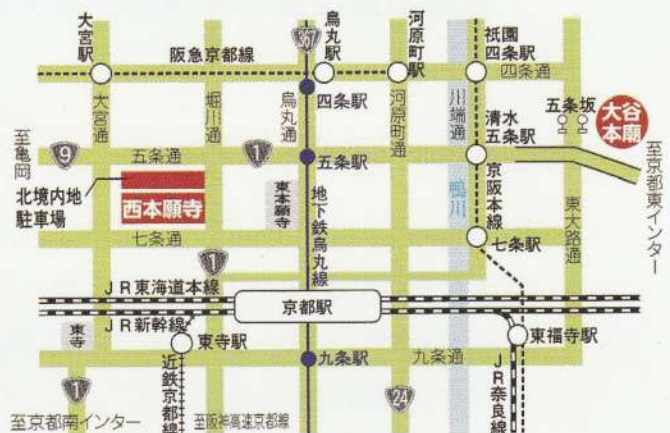 大宮駅
阪急京都線
367
烏丸駅
河原町駅
祇園
四条駅
四条通
大宮通
堀川通
烏丸通
四条駅
河原町通
川端通
清水
五条駅
五条坂
大谷
本廟
至亀岡
9
五条通
1
五条駅
至京都東インター
北境内地
駐車場
西本願寺
東本願寺
地下鉄烏丸線
鴨川
京阪本線
東大路通
七条通
七条駅
1
JR東海道本線
京都駅
JR新幹線
東寺
東寺駅
東福寺駅
九条駅
九条通
1
近鉄京都線
24
JR奈良線
至京都南インター
至阪神高速京都線